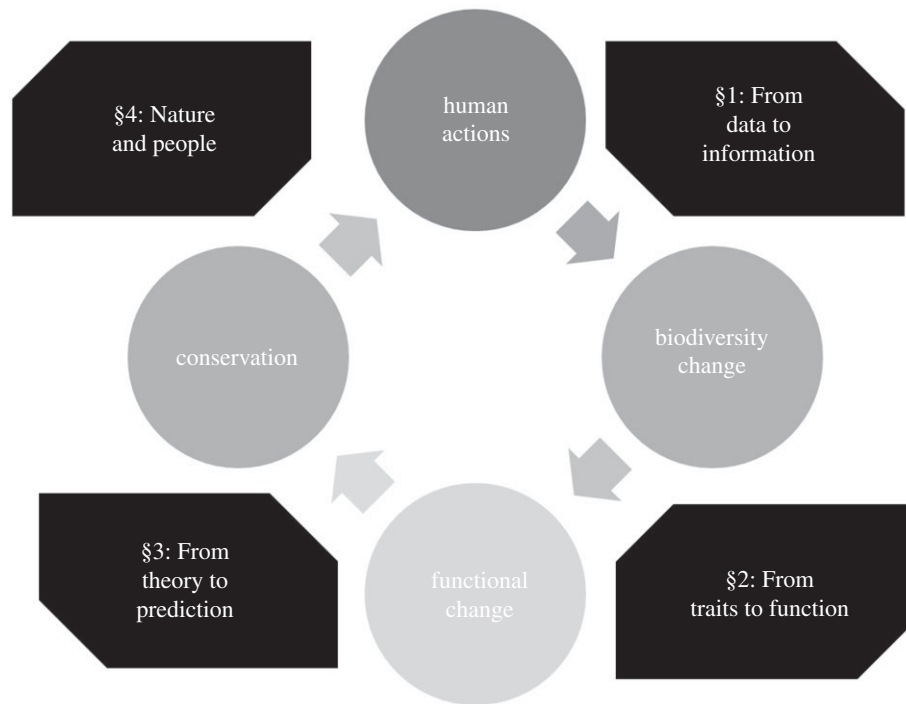 §4: Nature
and people
human
actions
§1: From
data to
information
conservation
biodiversity
change
§3: From
theory to
prediction
functional
change
§2: From
traits to function